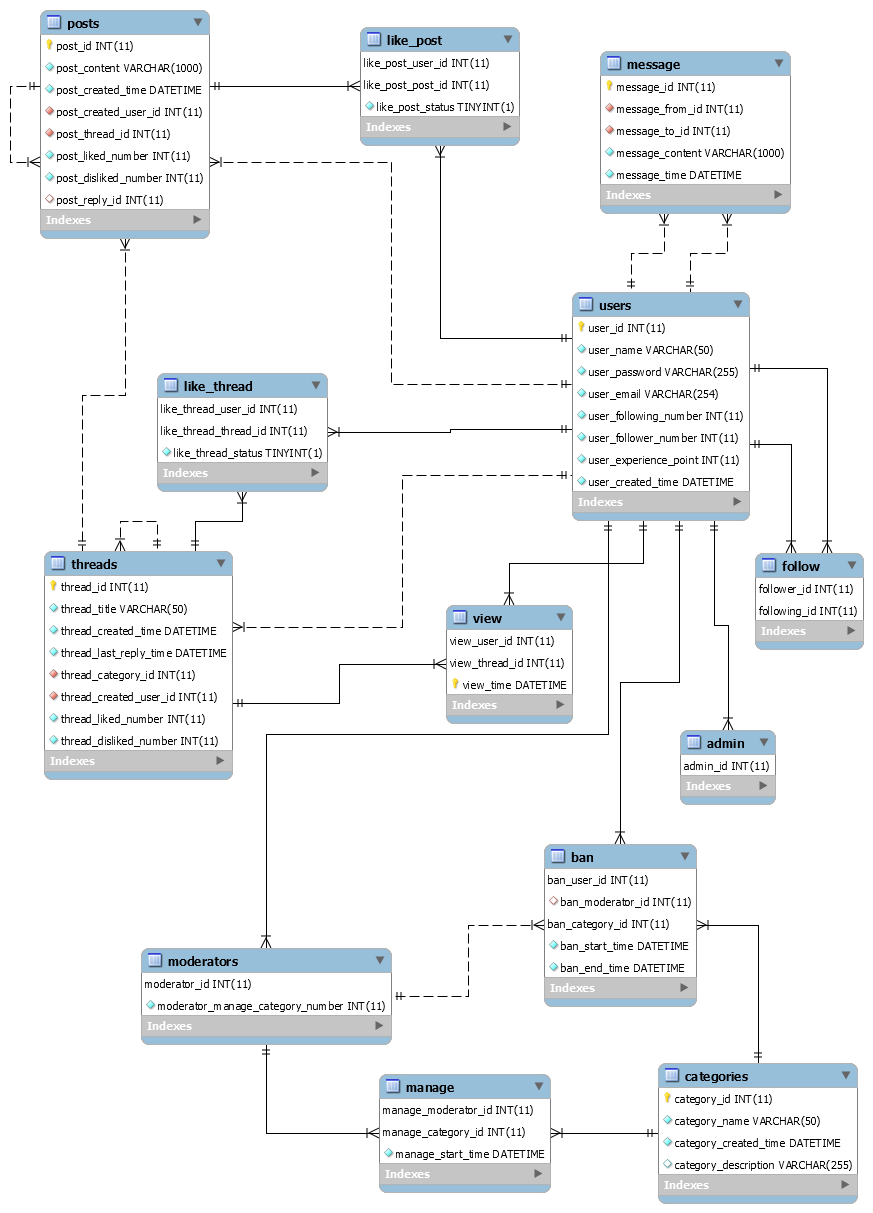 posts
post_id INT(11)
post_content VARCHAR(1000)
post_created_time DATETIME
post_created_user_id INT(11)
post_thread_id INT(11)
post_liked_number INT(11)
post_disliked_number INT(11)
post_reply_id INT(11)
Indexes
like_post
like_post_user_id INT(11)
like_post_post_id INT(11)
like_post_status TINYINT(1)
Indexes
message
message_id INT(11)
message_from_id INT(11)
message_to_id INT(11)
message_content VARCHAR(1000)
message_time DATETIME
Indexes
users
user_id INT(11)
user_name VARCHAR(50)
user_password VARCHAR(255)
user_email VARCHAR(254)
user_following_number INT(11)
user_follower_number INT(11)
user_experience_point INT(11)
user_created_time DATETIME
Indexes
like_thread
like_thread_user_id INT(11)
like_thread_thread_id INT(11)
like_thread_status TINYINT(1)
Indexes
threads
thread_id INT(11)
thread_title VARCHAR(50)
thread_created_time DATETIME
thread_last_reply_time DATETIME
thread_category_id INT(11)
thread_created_user_id INT(11)
thread_liked_number INT(11)
thread_disliked_number INT(11)
Indexes
follow
follower_id INT(11)
following_id INT(11)
Indexes
view
view_user_id INT(11)
view_thread_id INT(11)
view_time DATETIME
Indexes
admin
admin_id INT(11)
Indexes
ban
ban_user_id INT(11)
ban_moderator_id INT(11)
ban_category_id INT(11)
ban_start_time DATETIME
ban_end_time DATETIME
Indexes
moderators
moderator_id INT(11)
moderator_manage_category_number INT(11)
Indexes
manage
manage_moderator_id INT(11)
manage_category_id INT(11)
manage_start_time DATETIME
Indexes
categories
category_id INT(11)
category_name VARCHAR(50)
category_created_time DATETIME
category_description VARCHAR(255)
Indexes